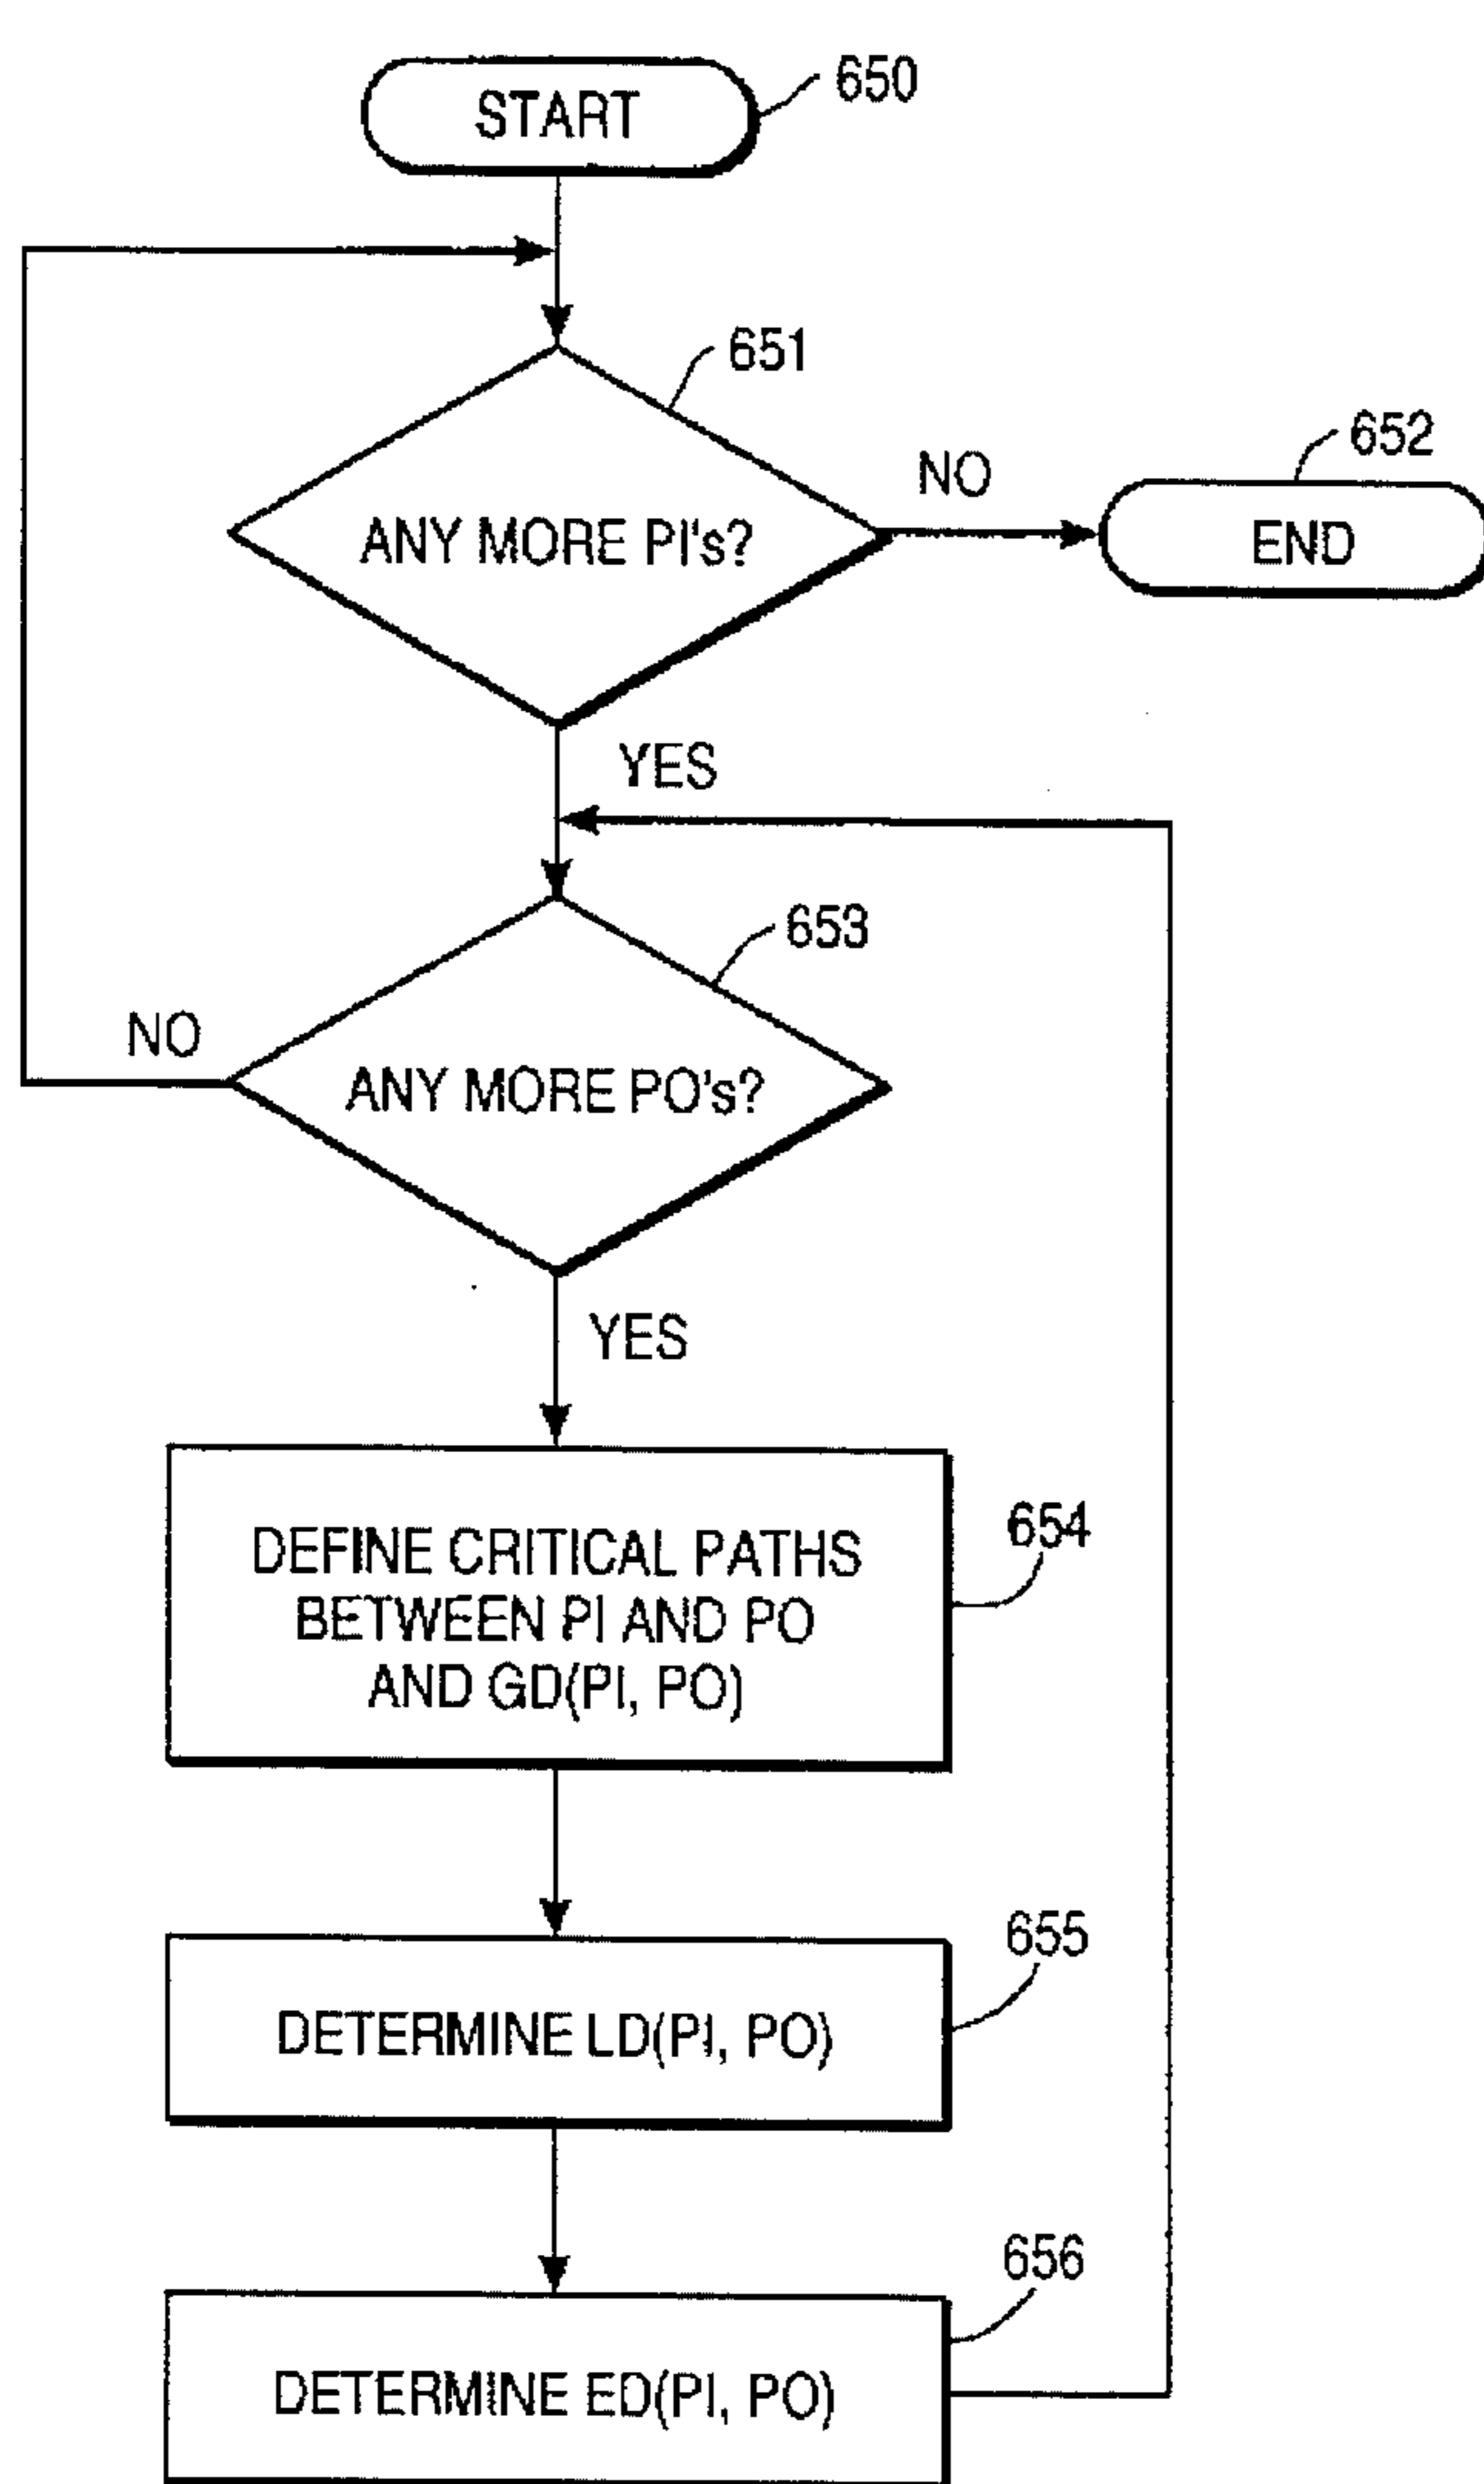 START
650
651
ANY MORE PI's?
NO
652
END
YES
653
NO
ANY MORE PO's?
YES
DEFINE CRITICAL PATHS
BETWEEN PI AND PO
AND GD(PI, PO)
654
655
DETERMINE LD(PI, PO)
656
DETERMINE ED(PI, PO)